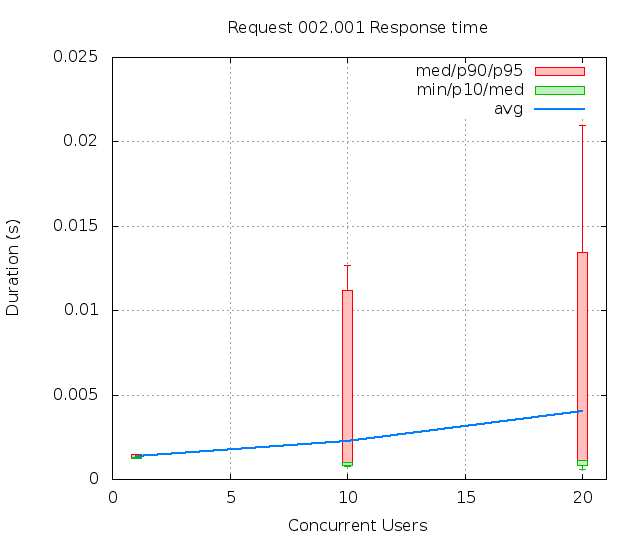 Request 002.001 Response time
0.025
0.02
0.015
0.01
0.005
0
Duration (s)
med/p90/p95
min/p10/med
avg
0 5 10 15 20
Concurrent Users